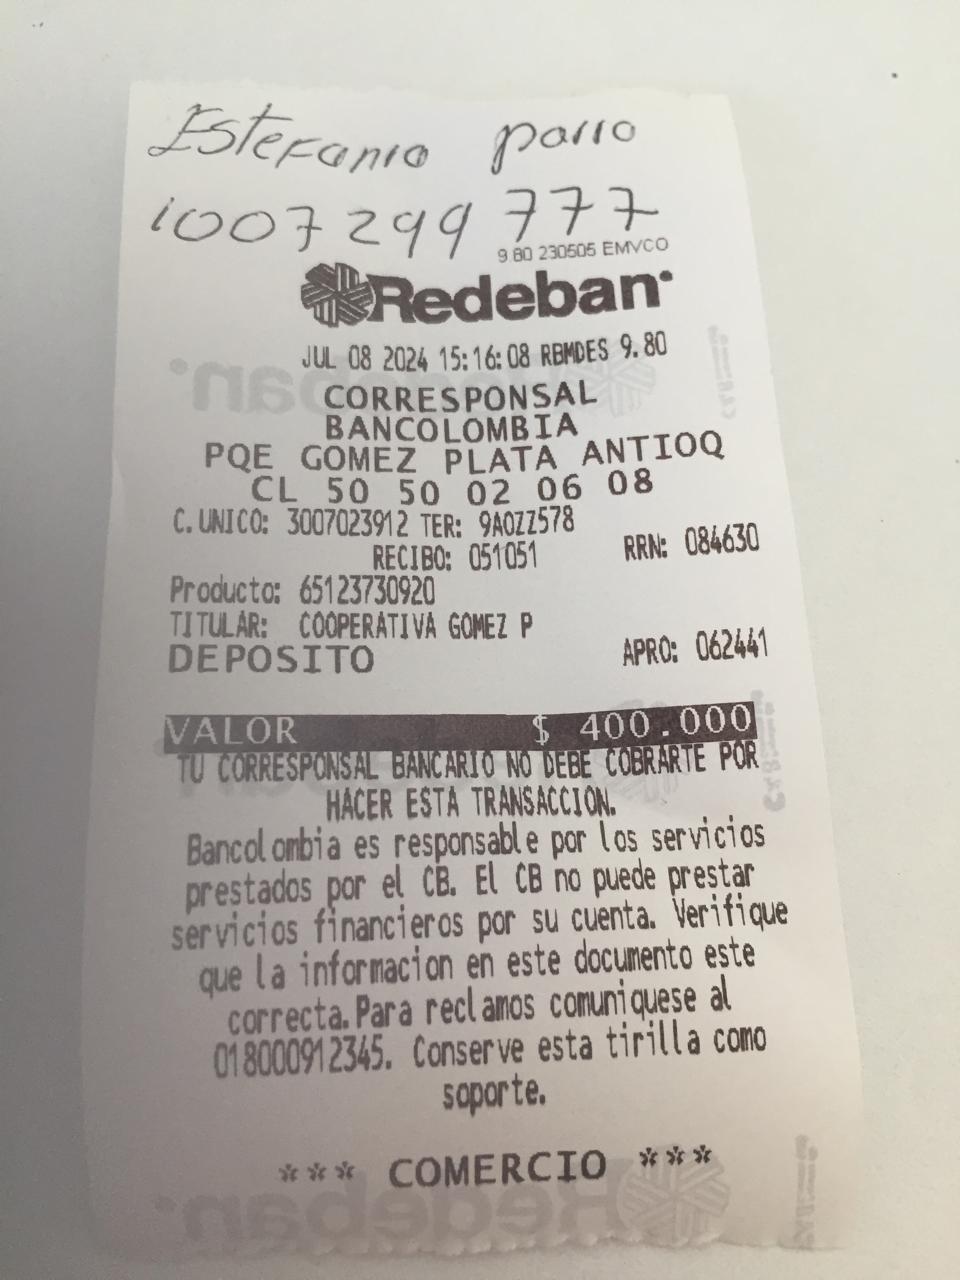 Estefania parra
1007299777
9.80 230505 EMVCO
Redeban
JUL 08 2024 15:16:08 RBMDES 9.80
CORRESPONSAL
BANCOLOMBIA
PQE GOMEZ PLATA ANTIOQ
CL 50 50 02 06 08
C.UNICO: 3007023912 TER: 9AOZZ578
RECIBO: 051051 RRN: 084630
Producto: 65123730920
TITULAR: COOPERATIVA GOMEZ P
DEPOSITO APRO: 062441
VALOR $ 400.000
TU CORRESPONSAL BANCARIO NO DEBE COBRARTE POR
HACER ESTA TRANSACCION.
Bancolombia es responsable por los servicios
prestados por el CB. El CB no puede prestar
servicios financieros por su cuenta. Verifique
que la informacion en este documento este
correcta.Para reclamos comuniquese al
018000912345. Conserve esta tirilla como
soporte.
*** COMERCIO ***
Redeban